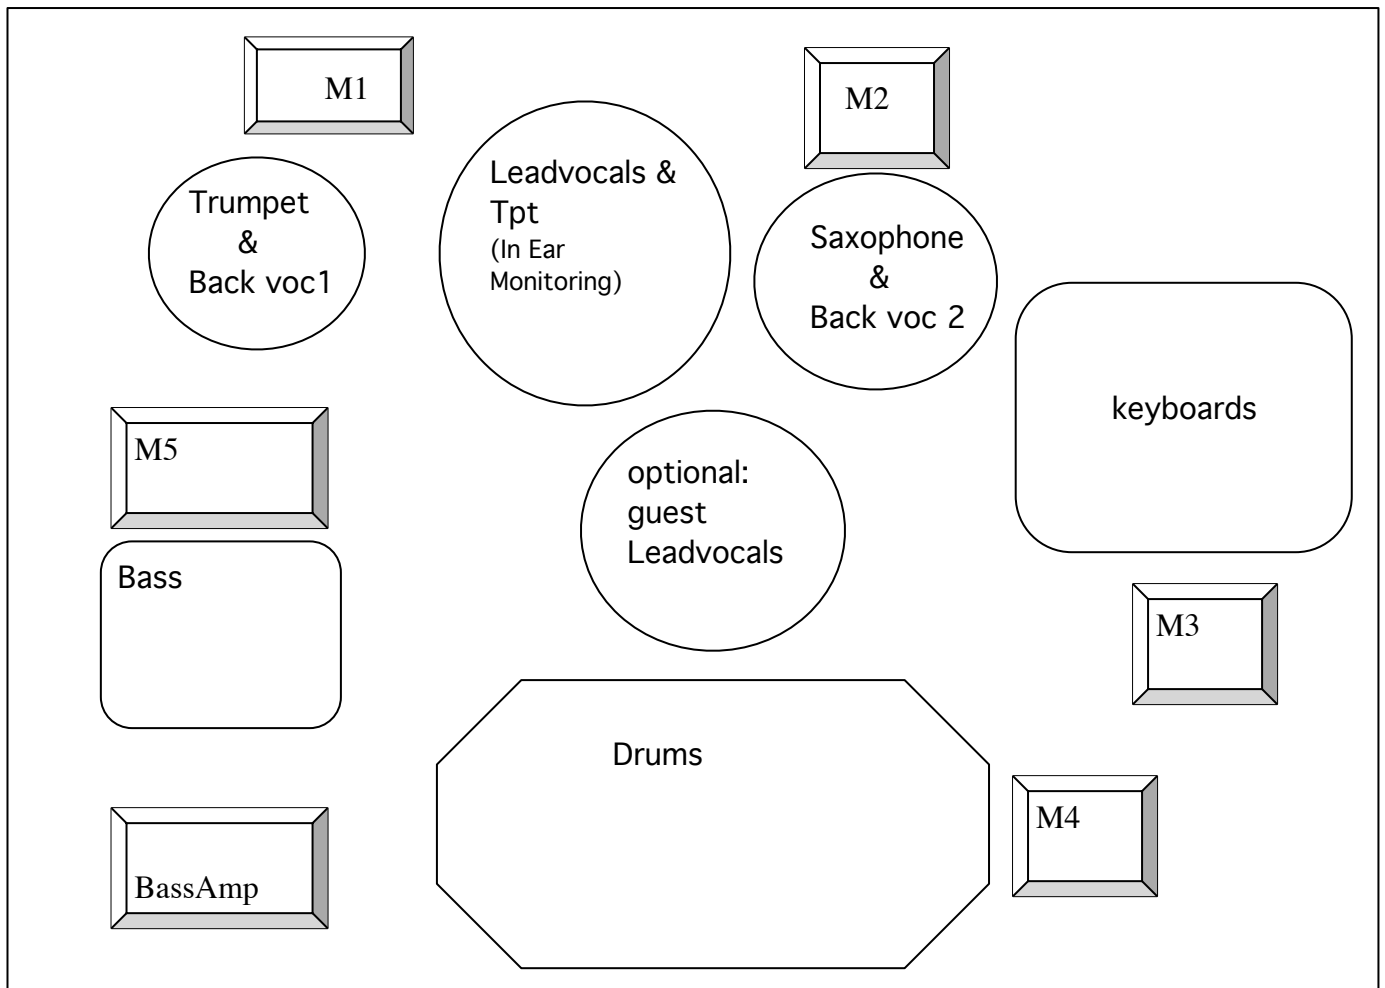 M1
M2
Leadvocals &
Tpt
(In Ear
Monitoring)
Trumpet
&
Back voc1
Saxophone
&
Back voc 2
keyboards
M5
optional:
guest
Leadvocals
Bass
M3
Drums
M4
BassAmp